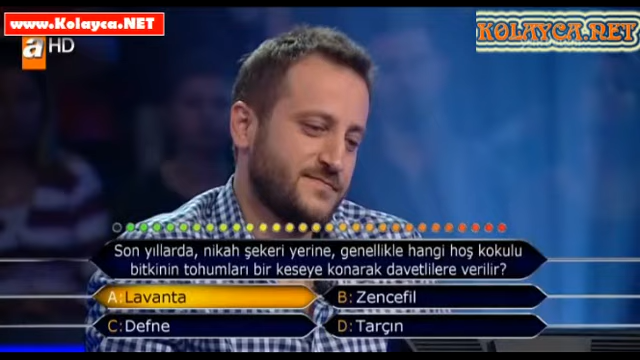 www.Kolayca.NET
KOLAYCA.NET
a HD
Son yıllarda, nikah şekeri yerine, genellikle hangi hoş kokulu
bitkinin tohumları bir keseye konarak davetlilere verilir?
A: Lavanta
B: Zencefil
C: Defne
D: Tarçın